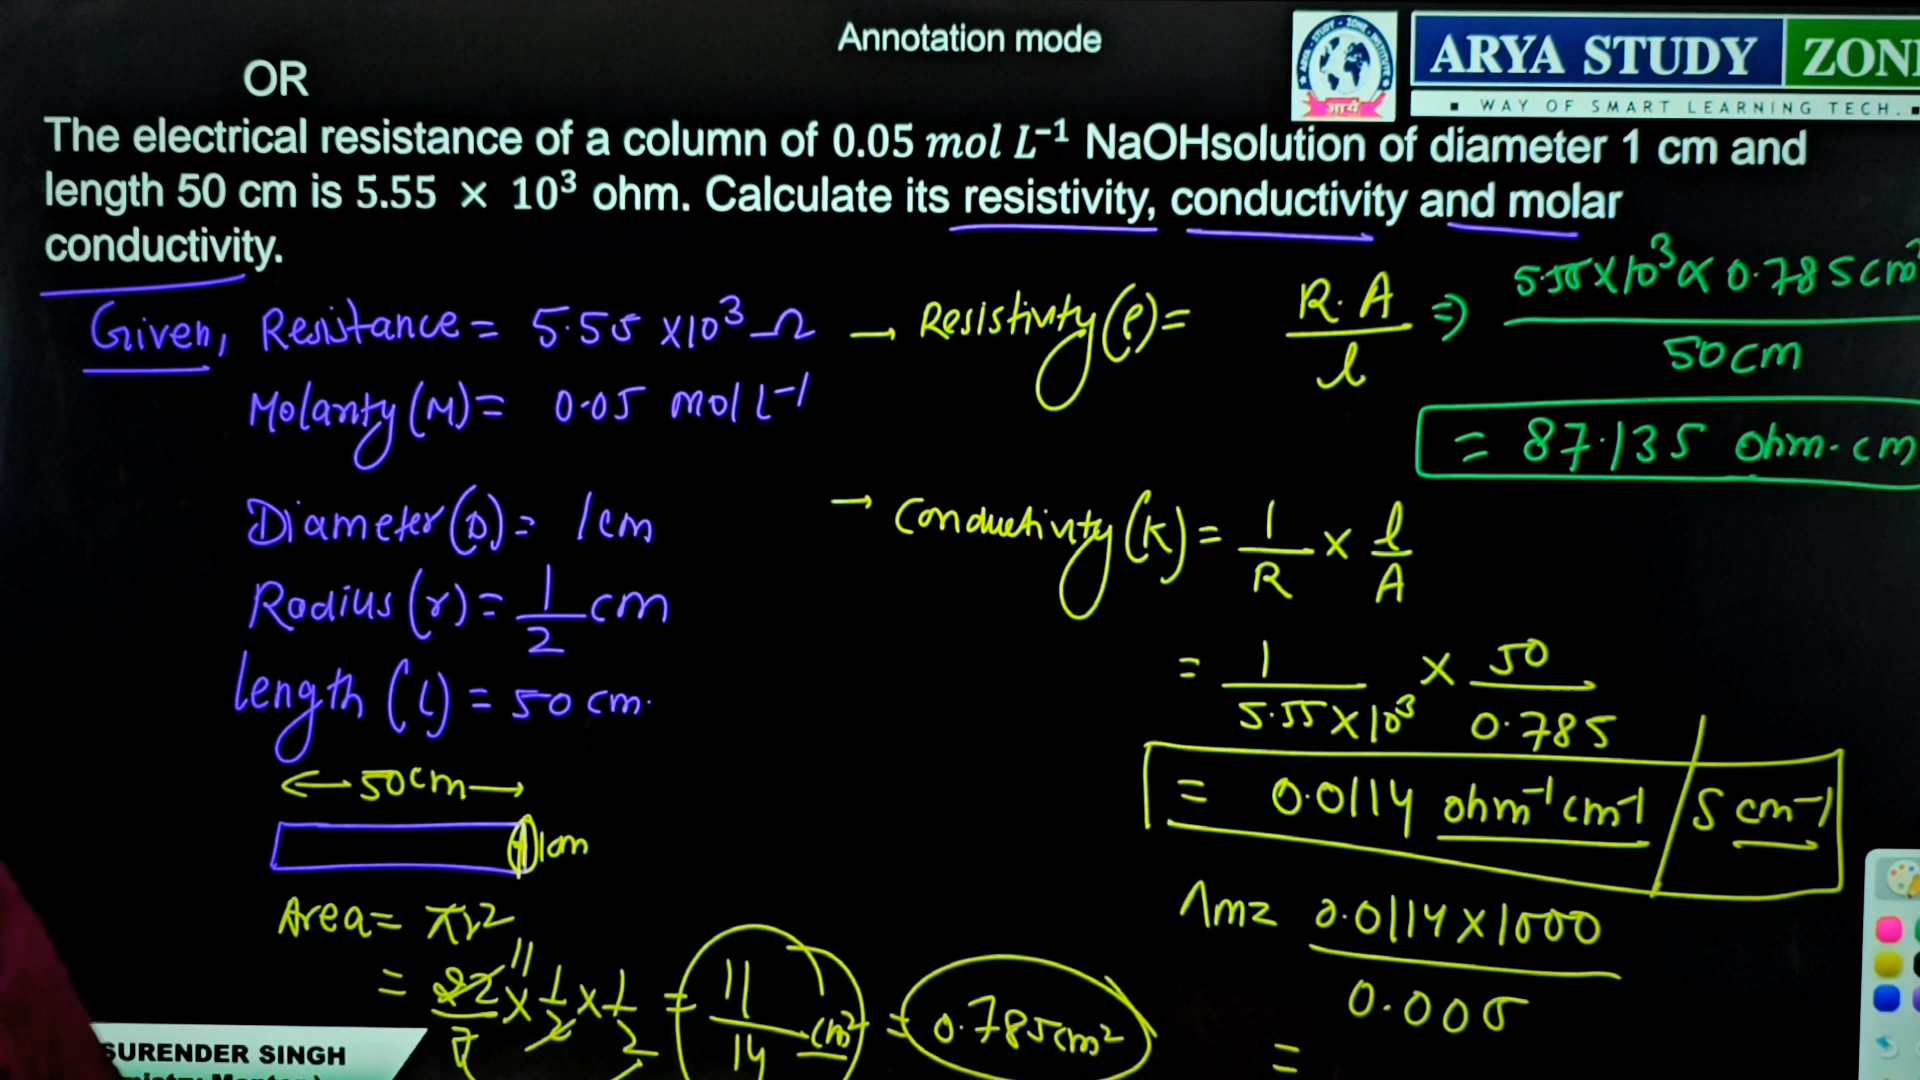 Annotation mode
ARYA STUDY ZON
▪ WAY OF SMART LEARNING TECH. ▪
आर्य
OR
The electrical resistance of a column of 0.05 mol L⁻¹ NaOHsolution of diameter 1 cm and
length 50 cm is 5.55 × 10³ ohm. Calculate its resistivity, conductivity and molar
conductivity.
Given, Resistance = 5.55 ×10³ Ω
Molarity (M) = 0.05 mol L⁻¹
Diameter (D) = 1cm
Radius (r) = 1/2 cm
length (l) = 50 cm.
← 50cm →
1cm
Area = πr²
= 22/7 × 1/2 × 1/2 = 11/14 cm² = 0.785cm²
11
→ Resistivity (ρ) = R.A/l ⇒ 5.55×10³ × 0.785cm²/50cm
= 87.135 ohm.cm
→ Conductivity (K) = 1/R × l/A
= 1/5.55×10³ × 50/0.785
= 0.0114 ohm⁻¹ cm⁻¹ / S cm⁻¹
Λm = 0.0114×1000/0.005
=
SURENDER SINGH